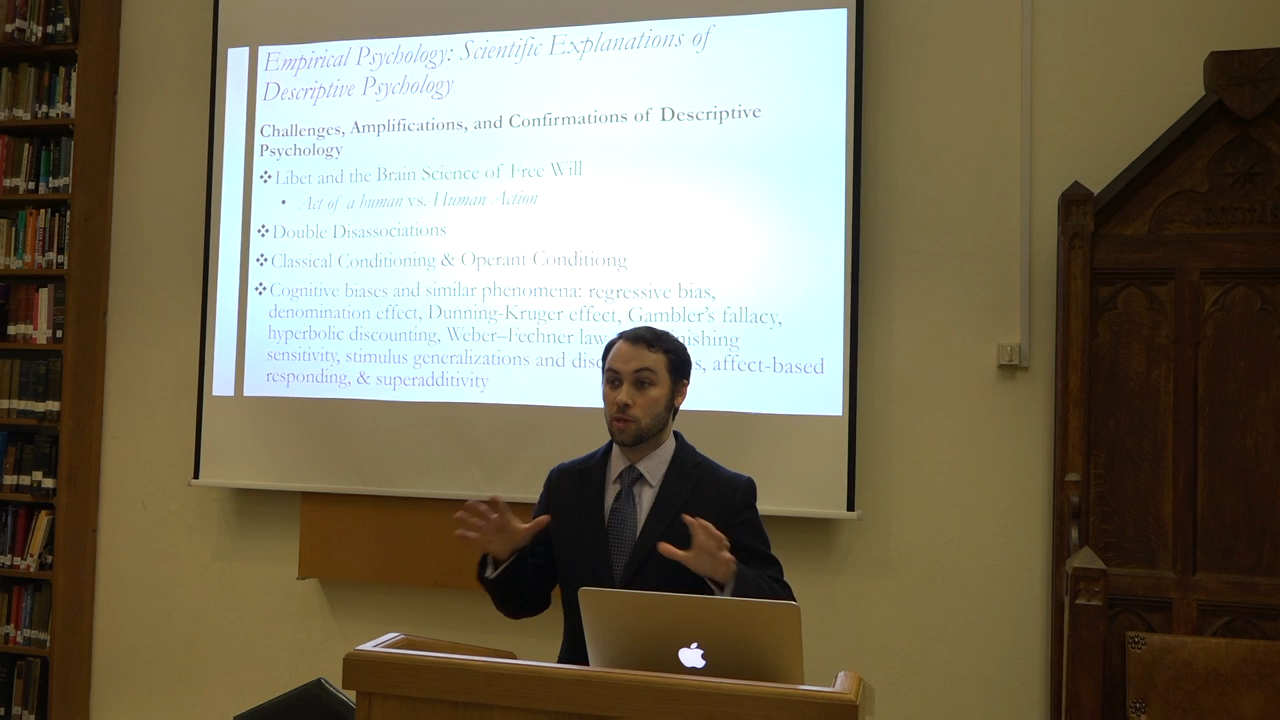 Empirical Psychology: Scientific Explanations of
Descriptive Psychology
Challenges, Amplifications, and Confirmations of Descriptive
Psychology
❖ Libet and the Brain Science of Free Will
• Act of a human vs. Human Action
❖ Double Disassociations
❖ Classical Conditioning & Operant Conditiong
❖ Cognitive biases and similar phenomena: regressive bias,
denomination effect, Dunning-Kruger effect, Gambler's fallacy,
hyperbolic discounting, Weber–Fechner law
sensitivity, stimulus generalizations and affect-based
responding, & superadditivity